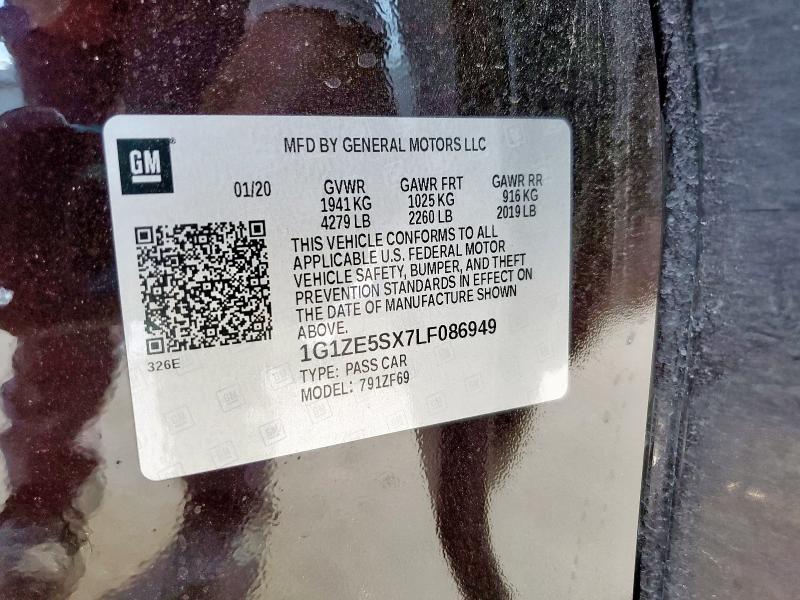 MFD BY GENERAL MOTORS LLC
GM
01/20
GVWR GAWR FRT GAWR RR
1941 KG 1025 KG 916 KG
4279 LB 2260 LB 2019 LB
THIS VEHICLE CONFORMS TO ALL
APPLICABLE U.S. FEDERAL MOTOR
VEHICLE SAFETY, BUMPER, AND THEFT
PREVENTION STANDARDS IN EFFECT ON
THE DATE OF MANUFACTURE SHOWN
ABOVE.
1G1ZE5SX7LF086949
326E
TYPE: PASS CAR
MODEL: 791ZF69